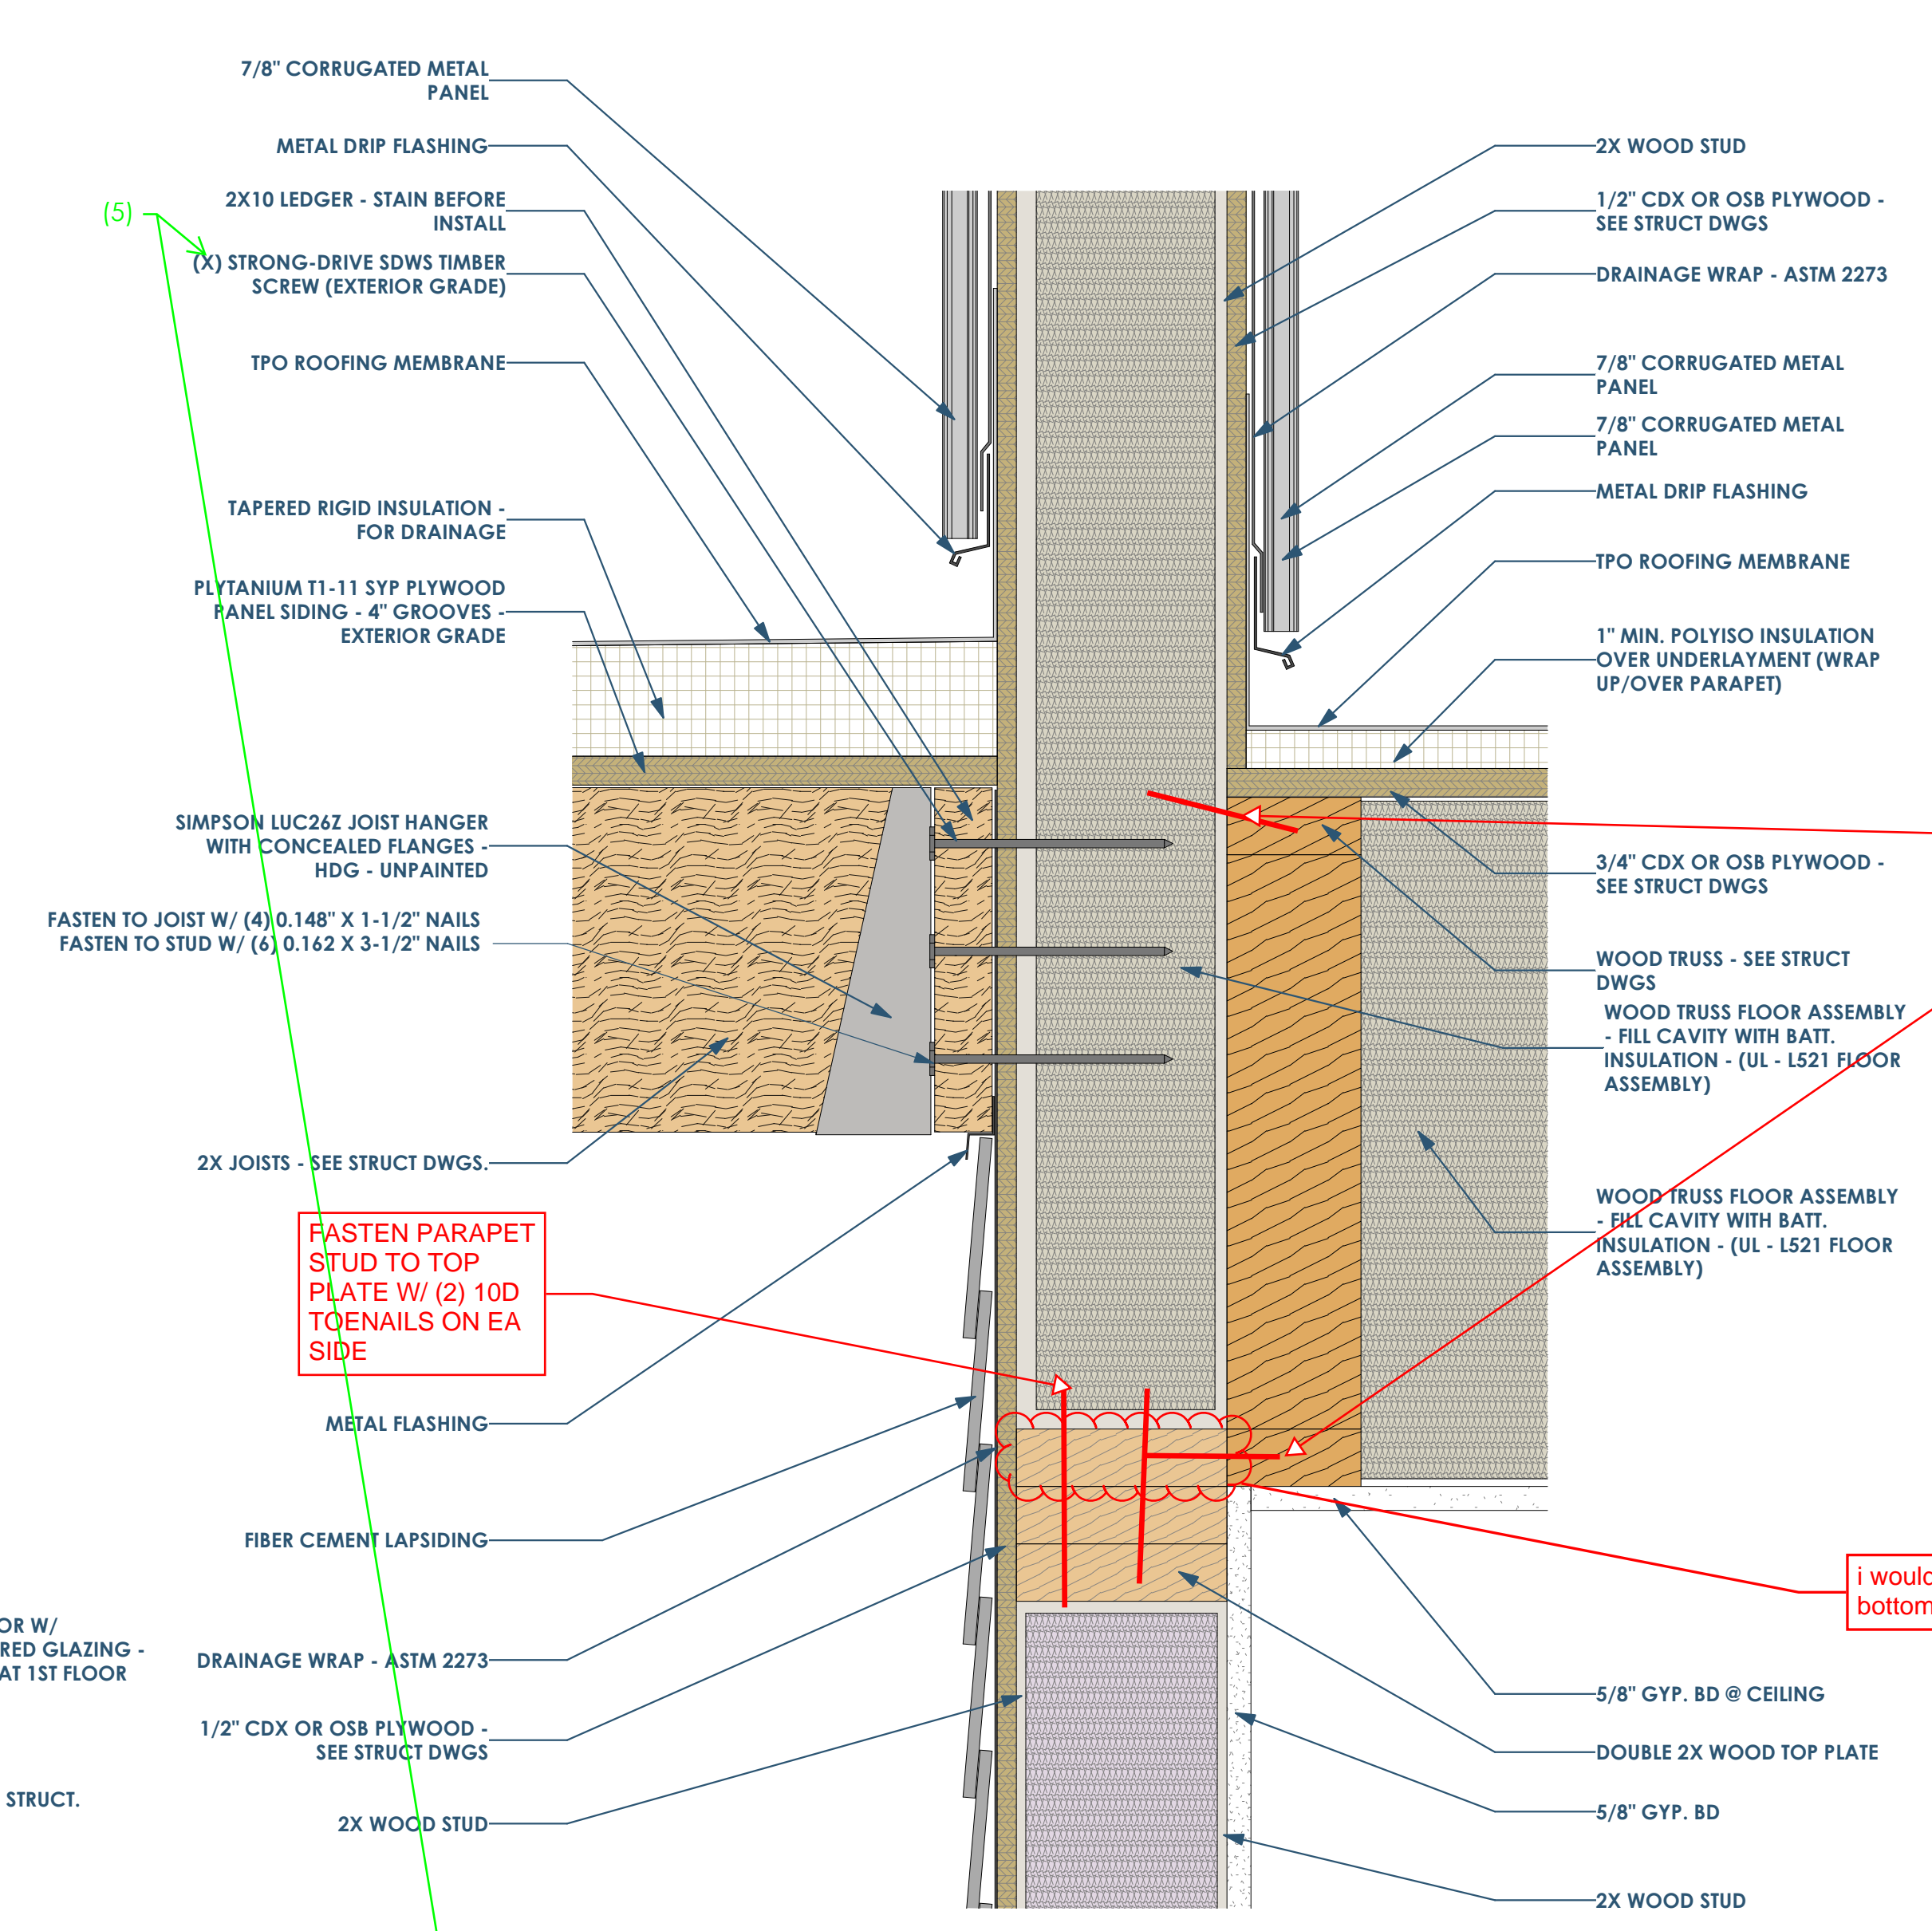 7/8" CORRUGATED METAL
PANEL
METAL DRIP FLASHING
2X10 LEDGER - STAIN BEFORE
INSTALL
(5)
(X) STRONG-DRIVE SDWS TIMBER
SCREW (EXTERIOR GRADE)
TPO ROOFING MEMBRANE
TAPERED RIGID INSULATION -
FOR DRAINAGE
PLYTANIUM T1-11 SYP PLYWOOD
PANEL SIDING - 4" GROOVES -
EXTERIOR GRADE
SIMPSON LUC26Z JOIST HANGER
WITH CONCEALED FLANGES -
HDG - UNPAINTED
FASTEN TO JOIST W/ (4) 0.148" X 1-1/2" NAILS
FASTEN TO STUD W/ (6) 0.162 X 3-1/2" NAILS
2X JOISTS - SEE STRUCT DWGS.
FASTEN PARAPET
STUD TO TOP
PLATE W/ (2) 10D
TOENAILS ON EA
SIDE
METAL FLASHING
FIBER CEMENT LAPSIDING
OR W/
RED GLAZING -
AT 1ST FLOOR
DRAINAGE WRAP - ASTM 2273
1/2" CDX OR OSB PLYWOOD -
SEE STRUCT DWGS
STRUCT.
2X WOOD STUD
2X WOOD STUD
1/2" CDX OR OSB PLYWOOD -
SEE STRUCT DWGS
DRAINAGE WRAP - ASTM 2273
7/8" CORRUGATED METAL
PANEL
7/8" CORRUGATED METAL
PANEL
METAL DRIP FLASHING
TPO ROOFING MEMBRANE
1" MIN. POLYISO INSULATION
OVER UNDERLAYMENT (WRAP
UP/OVER PARAPET)
3/4" CDX OR OSB PLYWOOD -
SEE STRUCT DWGS
WOOD TRUSS - SEE STRUCT
DWGS
WOOD TRUSS FLOOR ASSEMBLY
- FILL CAVITY WITH BATT.
INSULATION - (UL - L521 FLOOR
ASSEMBLY)
WOOD TRUSS FLOOR ASSEMBLY
- FILL CAVITY WITH BATT.
INSULATION - (UL - L521 FLOOR
ASSEMBLY)
i would
bottom
5/8" GYP. BD @ CEILING
DOUBLE 2X WOOD TOP PLATE
5/8" GYP. BD
2X WOOD STUD